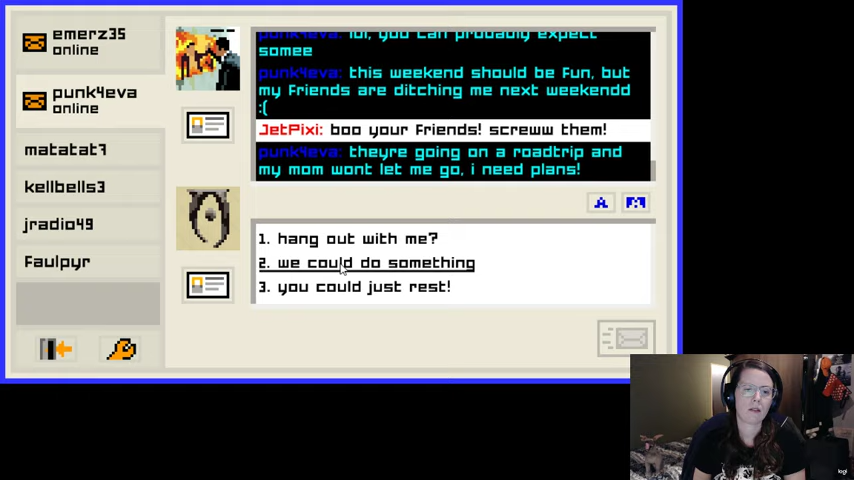 emerz35
online
punk4eva
online
matatat7
kellbells3
jradio49
Faulpyr
punk4eva: lol, you can probably expect
somee
punk4eva: this weekend should be fun, but
my friends are ditching me next weekendd
:(
JetPixi: boo your friends! screww them!
punk4eva: theyre going on a roadtrip and
my mom wont let me go, i need plans!
A
1. hang out with me?
2. we could do something
3. you could just rest!
logi